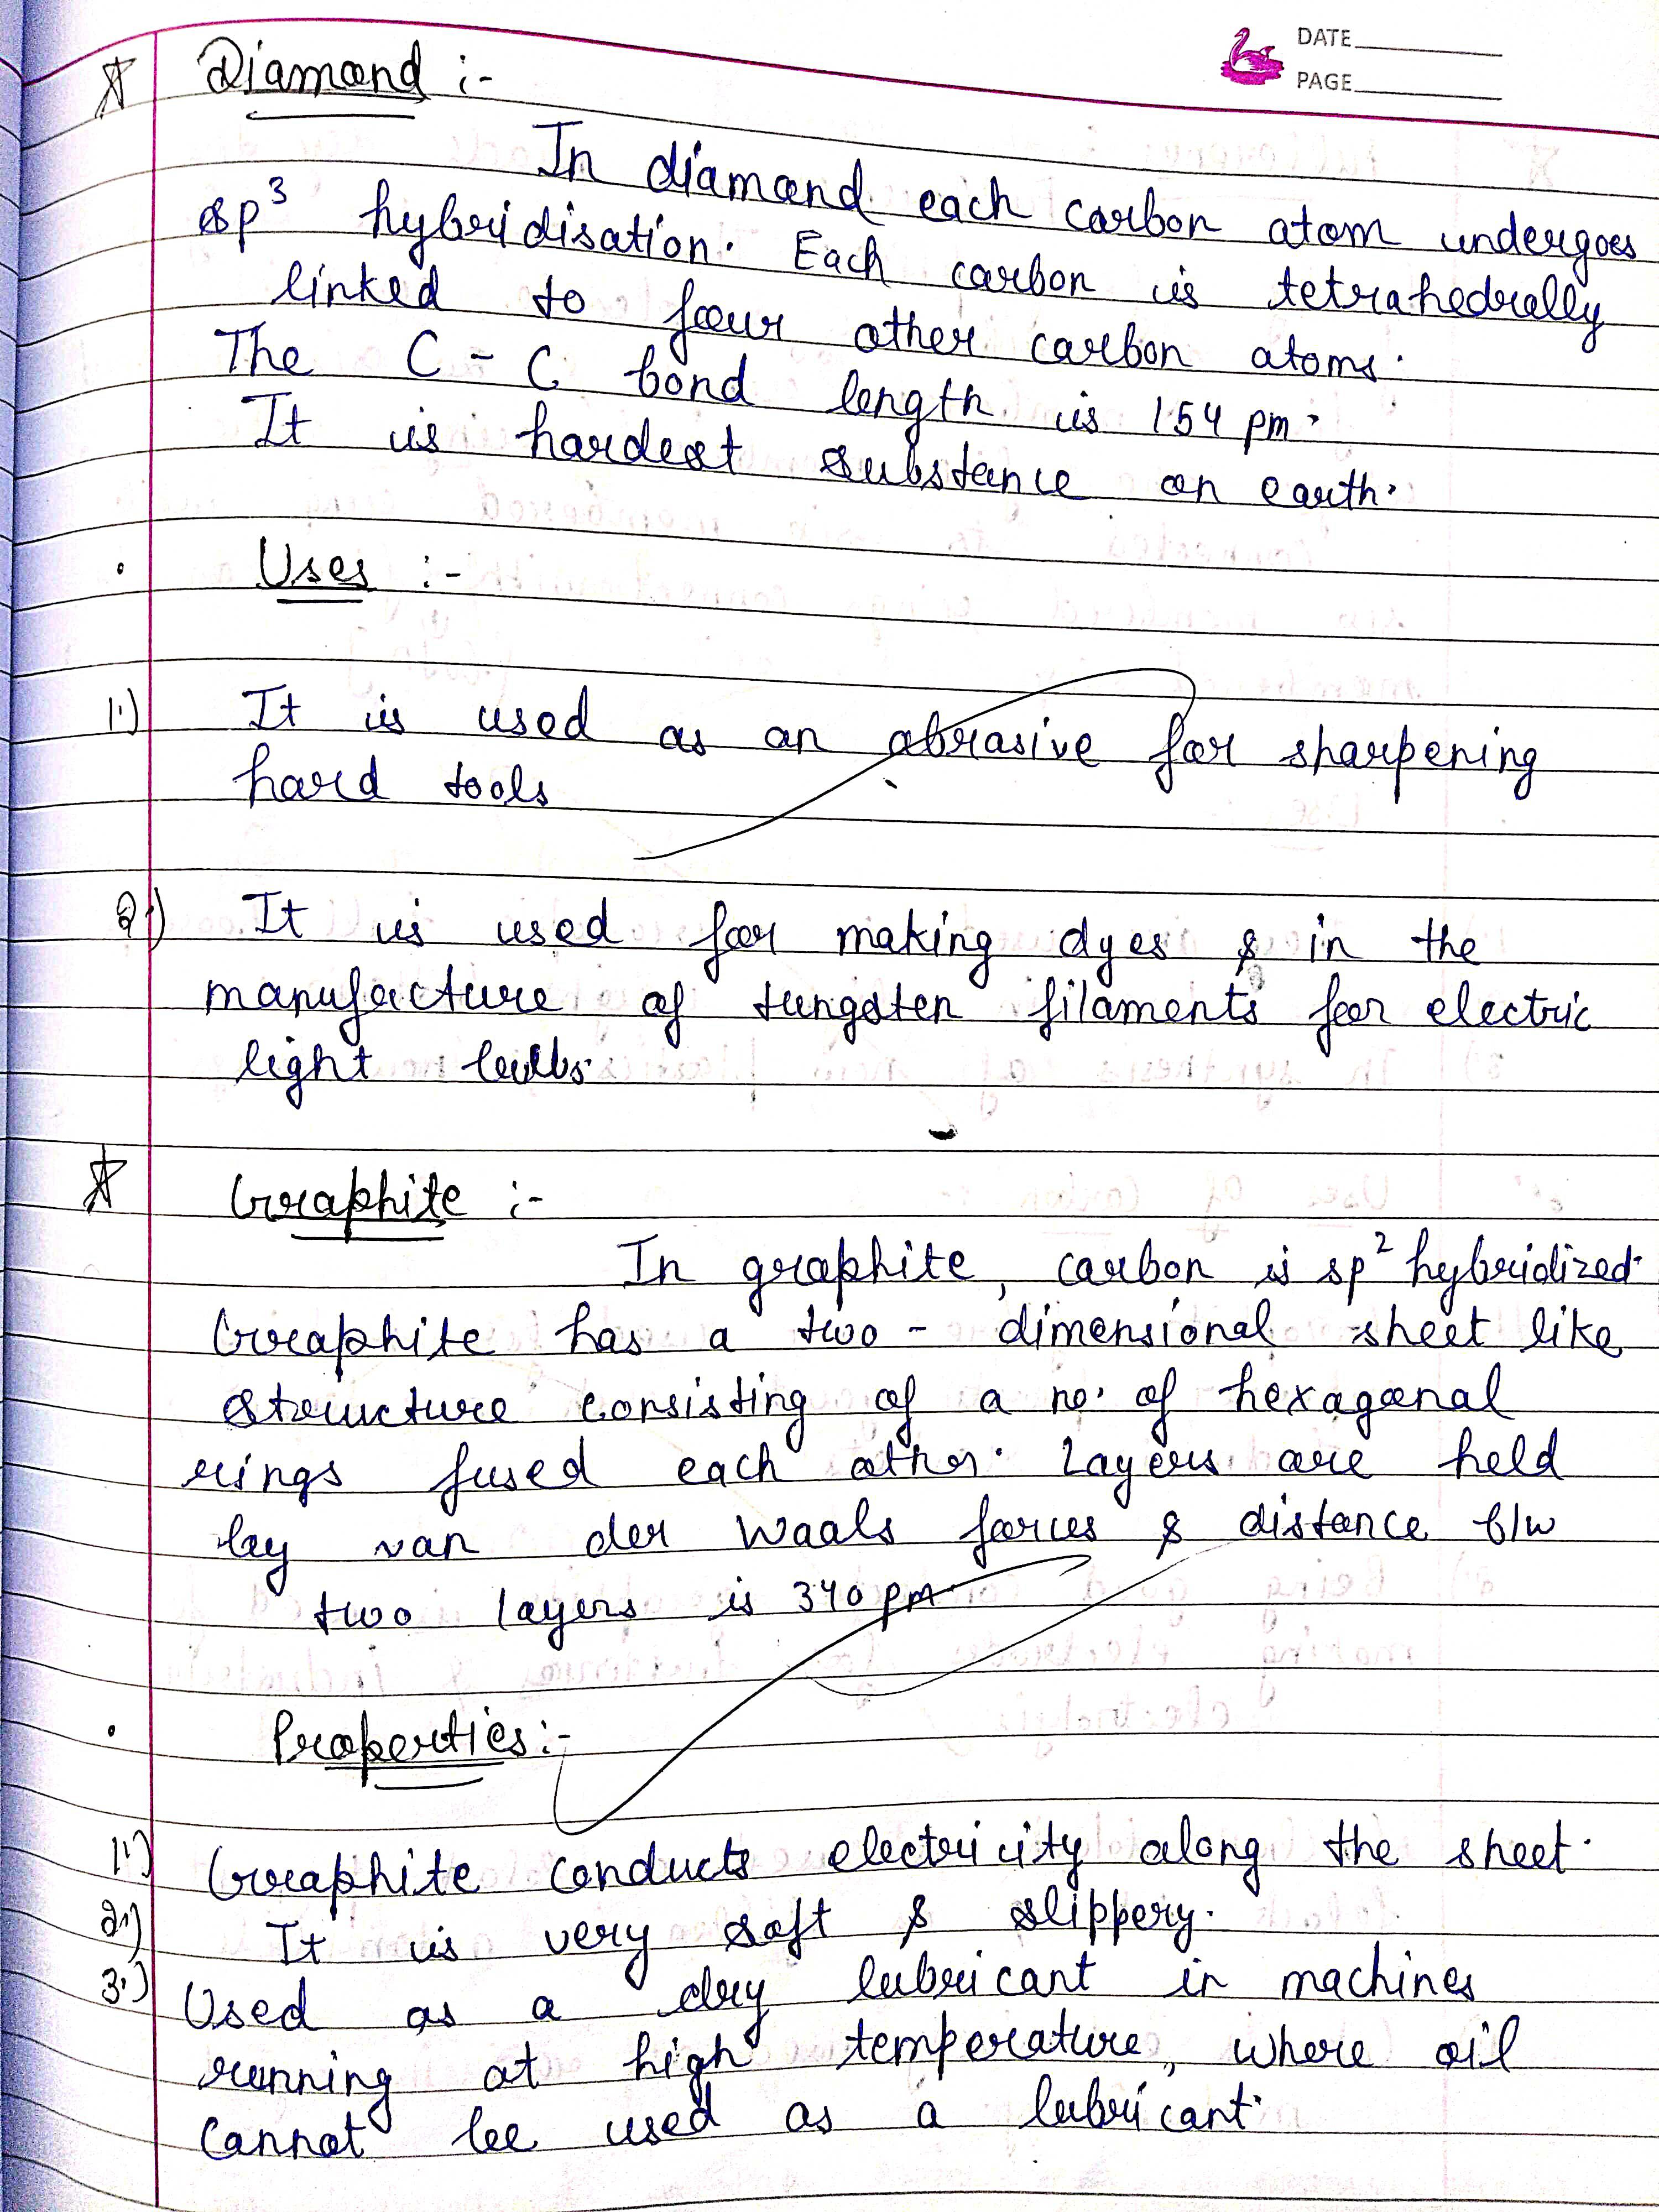 DATE
PAGE
☆ Diamond :-
In diamond each carbon atom undergoes
sp³ hybridisation. Each carbon is tetrahedrally
linked to four other carbon atoms.
The C - C bond length is 154 pm.
It is hardest substance on earth.
• Uses :-
1.) It is used as an abrasive for sharpening
hard tools
2.) It is used for making dyes & in the
manufacture of tungsten filaments for electric
light bulbs.
☆ Graphite :-
In graphite, carbon is sp² hybridized.
Graphite has a two - dimensional sheet like
structure consisting of a no. of hexagonal
rings fused each other. Layers are held
by van der Waals forces & distance b/w
two layers is 340 pm.
• Properties :-
1.) Graphite conducts electricity along the sheet.
2.) It is very soft & slippery.
3.) Used as a dry lubricant in machines
running at high temperature, where oil
cannot be used as a lubricant.